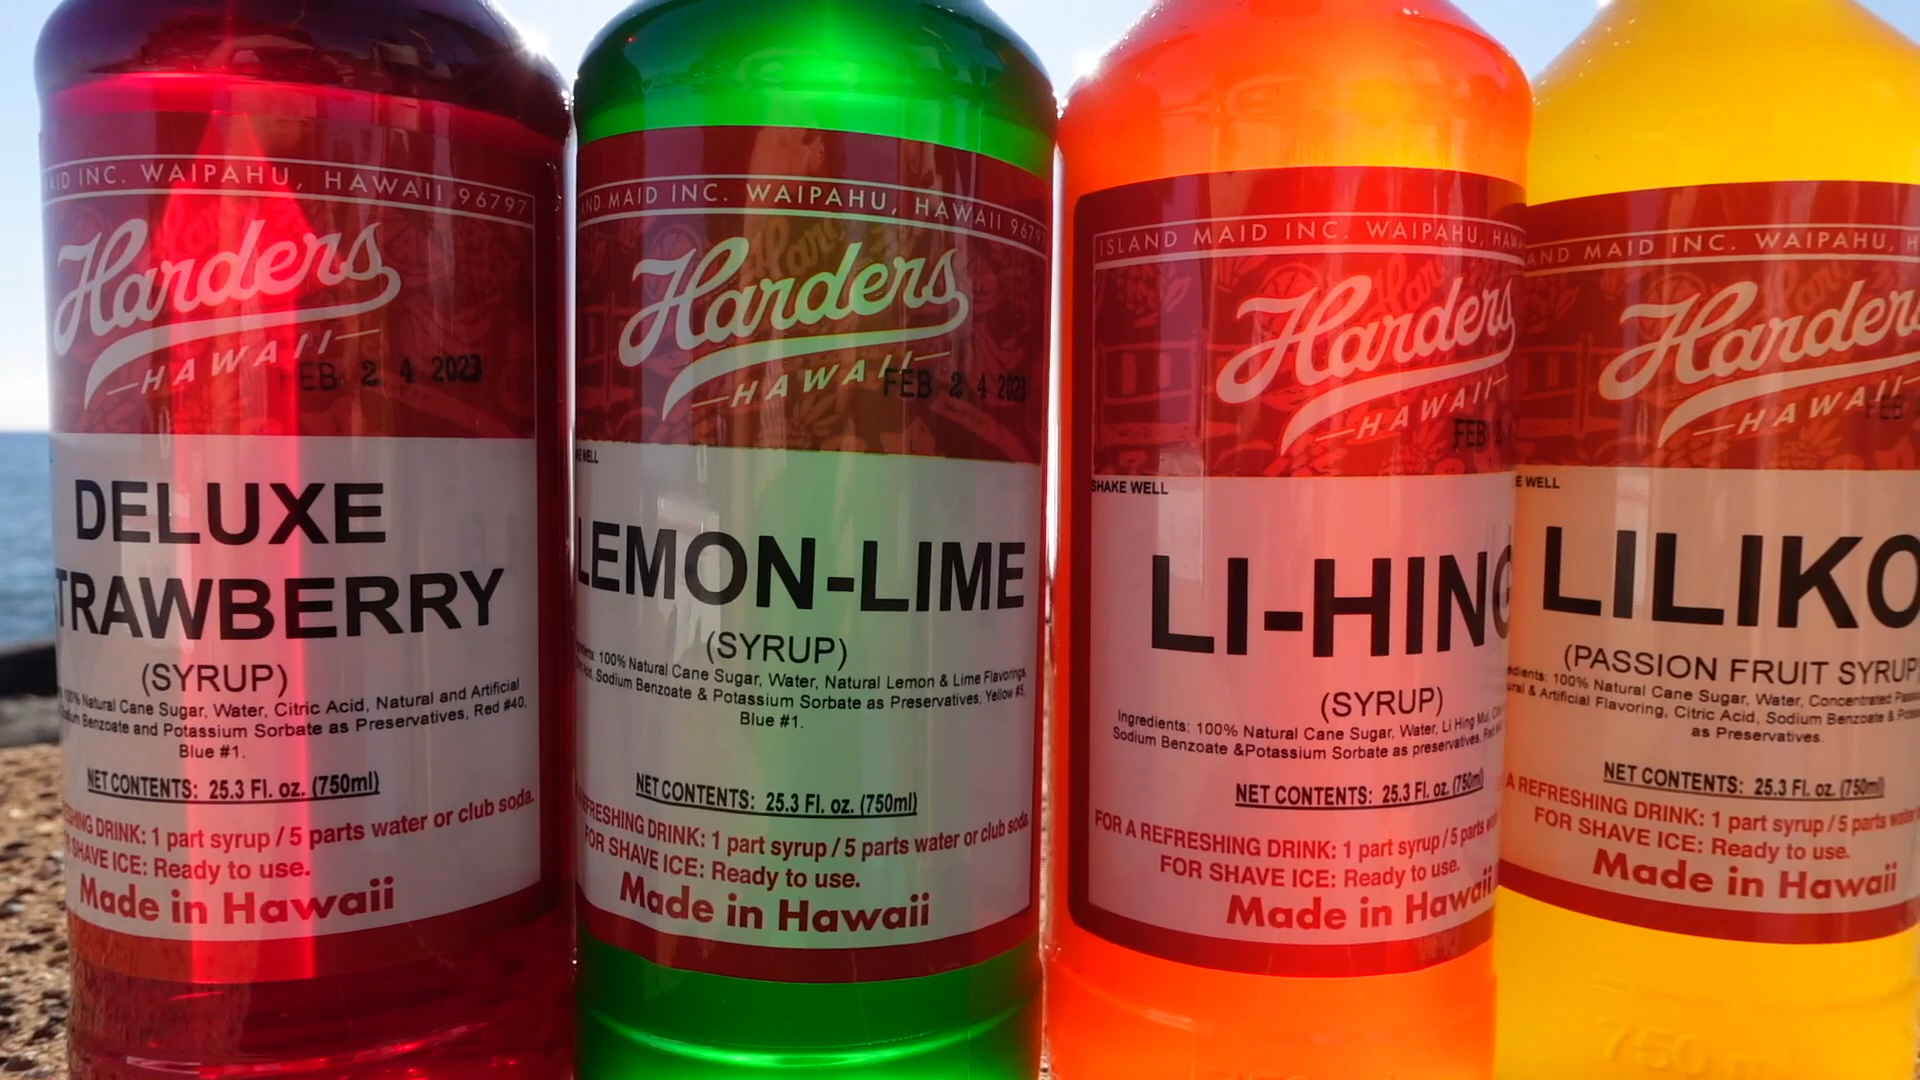 INC. WAIPAHU, HAWAII 96797
Harders
HAWAII
EB 2 4 2023
DELUXE
TRAWBERRY
(SYRUP)
Natural Cane Sugar, Water, Citric Acid, Natural and Artificial
Benzoate and Potassium Sorbate as Preservatives, Red #40,
Blue #1.
NET CONTENTS: 25.3 Fl. oz. (750ml)
DRINK: 1 part syrup / 5 parts water or club soda.
SHAVE ICE: Ready to use.
Made in Hawaii
ND MAID INC. WAIPAHU, HAWAII 9679
Harders
HAWAII
FEB 2 4 2023
WELL
LEMON-LIME
(SYRUP)
100% Natural Cane Sugar, Water, Natural Lemon & Lime Flavorings,
Sodium Benzoate & Potassium Sorbate as Preservatives, Yellow #5,
Blue #1.
NET CONTENTS: 25.3 Fl. oz. (750ml)
REFRESHING DRINK: 1 part syrup / 5 parts water or club soda.
FOR SHAVE ICE: Ready to use.
Made in Hawaii
ISLAND MAID INC. WAIPAHU, HAW
Harders
HAWAII
FEB 2
SHAKE WELL
LI-HING
(SYRUP)
Ingredients: 100% Natural Cane Sugar, Water, Li Hing Mui,
Sodium Benzoate &Potassium Sorbate as preservatives,
NET CONTENTS: 25.3 Fl. oz. (750ml)
FOR A REFRESHING DRINK: 1 part syrup / 5 parts
FOR SHAVE ICE: Ready to use.
Made in Hawaii
AND MAID INC. WAIPAHU, H
Harders
HAWAII
FEB
E WELL
LILIKO
(PASSION FRUIT SYRUP)
100% Natural Cane Sugar, Water, Concentrated
& Artificial Flavoring, Citric Acid, Sodium Benzoate &
as Preservatives.
NET CONTENTS: 25.3 Fl. oz. (750ml)
A REFRESHING DRINK: 1 part syrup / 5 parts water
FOR SHAVE ICE: Ready to use.
Made in Hawaii
750 ml